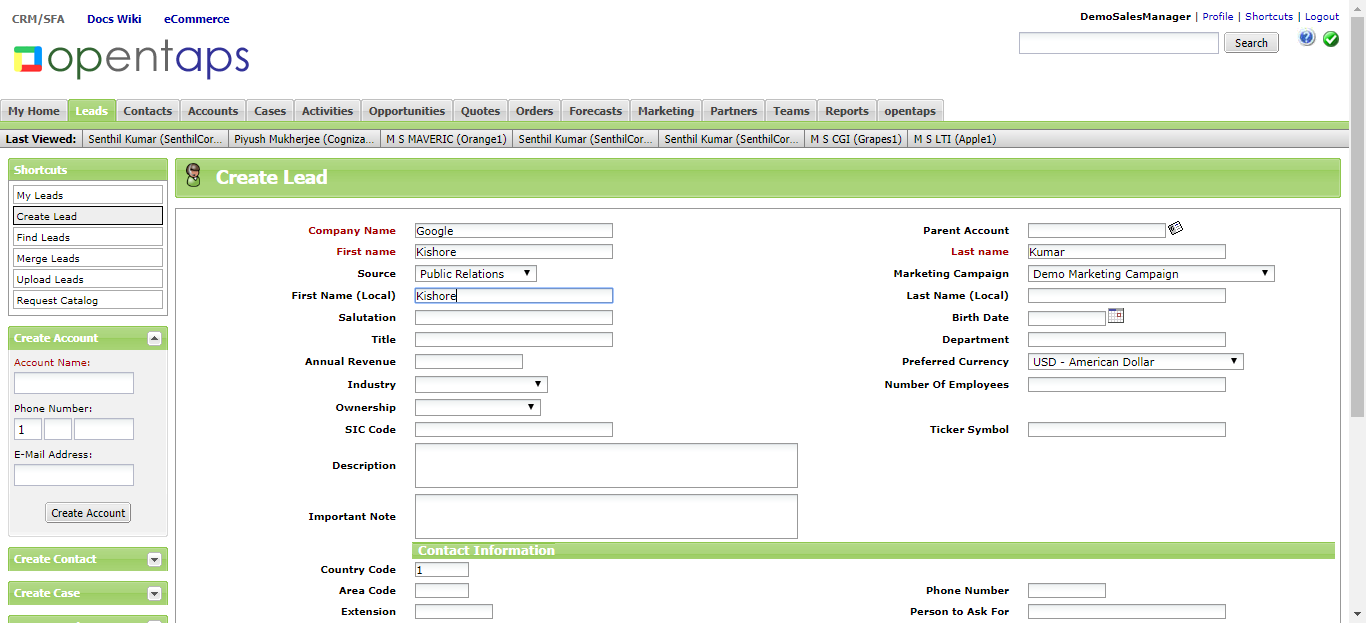 CRM/SFA Docs Wiki eCommerce
DemoSalesManager | Profile | Shortcuts | Logout
opentaps
Search
My Home Leads Contacts Accounts Cases Activities Opportunities Quotes Orders Forecasts Marketing Partners Teams Reports opentaps
Last Viewed: Senthil Kumar (SenthilCor... Piyush Mukherjee (Cogniza... M S MAVERIC (Orange1) Senthil Kumar (SenthilCor... Senthil Kumar (SenthilCor... M S CGI (Grapes1) M S LTI (Apple1)
Shortcuts
My Leads
Create Lead
Find Leads
Merge Leads
Upload Leads
Request Catalog
Create Account
Account Name:
Phone Number:
1
E-Mail Address:
Create Account
Create Contact
Create Case
Create Lead
Company Name Google Parent Account
First name Kishore Last name Kumar
Source Public Relations Marketing Campaign Demo Marketing Campaign
First Name (Local) Kishore Last Name (Local)
Salutation Birth Date
Title Department
Annual Revenue Preferred Currency USD - American Dollar
Industry Number Of Employees
Ownership
SIC Code Ticker Symbol
Description
Important Note
Contact Information
Country Code 1
Area Code Phone Number
Extension Person to Ask For